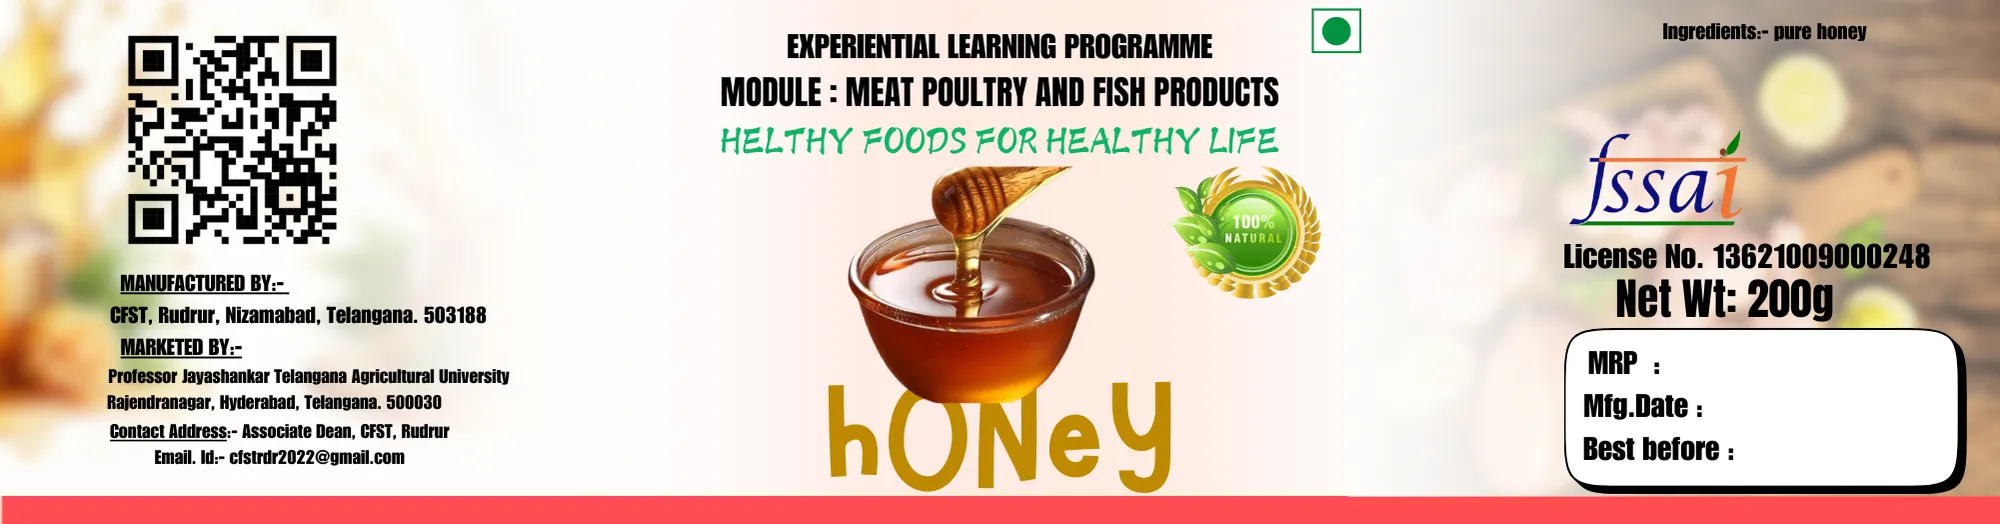 MANUFACTURED BY:-
CFST, Rudrur, Nizamabad, Telangana. 503188
MARKETED BY:-
Professor Jayashankar Telangana Agricultural University
Rajendranagar, Hyderabad, Telangana. 500030
Contact Address:- Associate Dean, CFST, Rudrur
Email. Id:- cfstrdr2022@gmail.com
EXPERIENTIAL LEARNING PROGRAMME
MODULE : MEAT POULTRY AND FISH PRODUCTS
HELTHY FOODS FOR HEALTHY LIFE
100%
NATURAL
hONey
Ingredients:- pure honey
fssai
License No. 13621009000248
Net Wt: 200g
MRP :
Mfg.Date :
Best before :